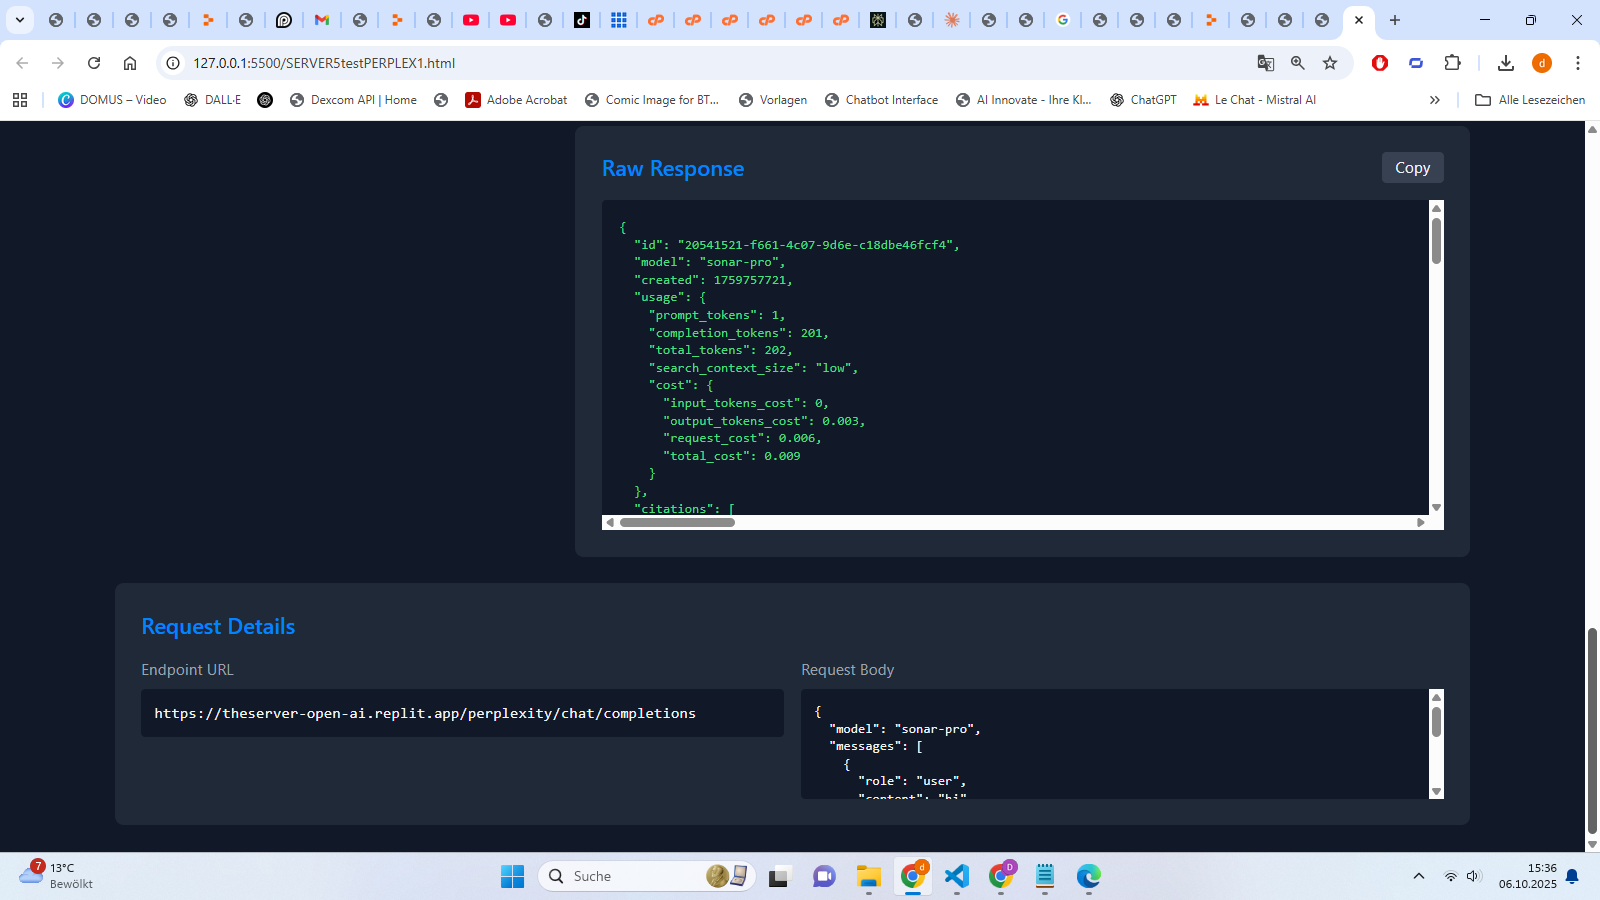 127.0.0.1:5500/SERVER5testPERPLEX1.html
d
DOMUS – Video
DALL·E
Dexcom API | Home
Adobe Acrobat
Comic Image for BT...
Vorlagen
Chatbot Interface
AI Innovate - Ihre KI...
ChatGPT
Le Chat - Mistral AI
Alle Lesezeichen
Raw Response
Copy
{
"id": "20541521-f661-4c07-9d6e-c18dbe46fcf4",
"model": "sonar-pro",
"created": 1759757721,
"usage": {
"prompt_tokens": 1,
"completion_tokens": 201,
"total_tokens": 202,
"search_context_size": "low",
"cost": {
"input_tokens_cost": 0,
"output_tokens_cost": 0.003,
"request_cost": 0.006,
"total_cost": 0.009
}
},
"citations": [
Request Details
Endpoint URL
https://theserver-open-ai.replit.app/perplexity/chat/completions
Request Body
{
"model": "sonar-pro",
"messages": [
{
"role": "user",
"content": "hi"
7
13°C
Bewölkt
Suche
d
D
15:36
06.10.2025